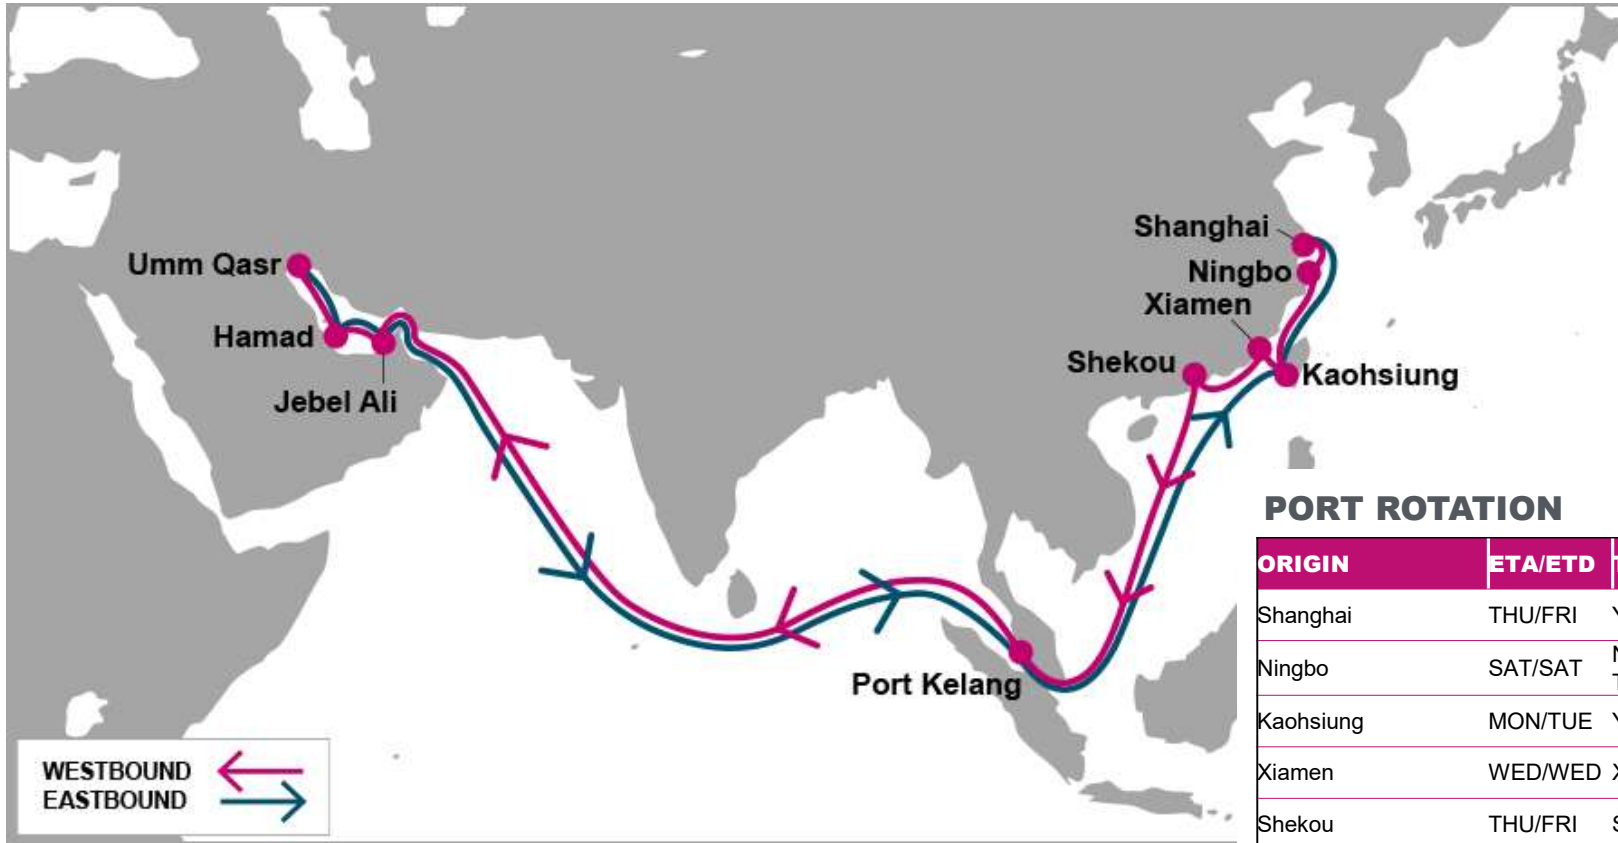 Shanghai
Umm Qasr
Ningbo
Xiamen
Hamad
Shekou
Kaohsiung
Jebel Ali
Port Kelang
WESTBOUND
EASTBOUND
PORT ROTATION
ORIGIN ETA/ETD
Shanghai THU/FRI
Ningbo SAT/SAT
Kaohsiung MON/TUE
Xiamen WED/WED
Shekou THU/FRI